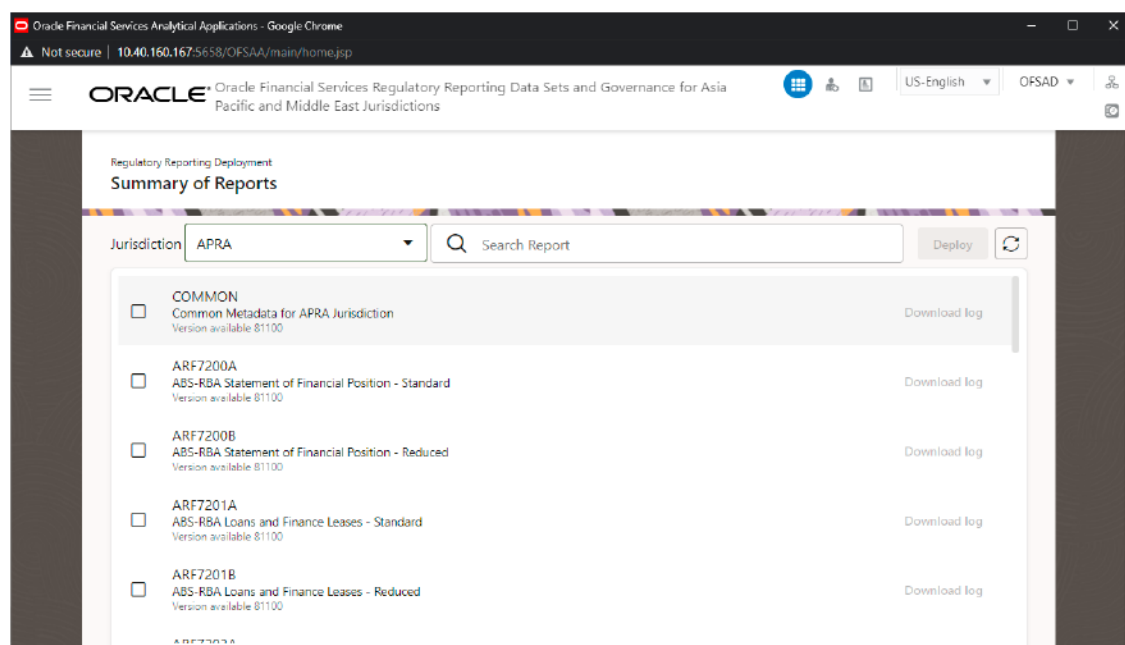 Oracle Financial Services Analytical Applications - Google Chrome
Not secure | 10.40.160.167:5658/OFSAA/main/home.jsp
ORACLE
Oracle Financial Services Regulatory Reporting Data Sets and Governance for Asia
Pacific and Middle East Jurisdictions
US-English
OFSAD
Regulatory Reporting Deployment
Summary of Reports
Jurisdiction
APRA
Search Report
Deploy
COMMON
Common Metadata for APRA Jurisdiction
Version available 81100
Download log
ARF7200A
ABS-RBA Statement of Financial Position - Standard
Version available 81100
Download log
ARF7200B
ABS-RBA Statement of Financial Position - Reduced
Version available 81100
Download log
ARF7201A
ABS-RBA Loans and Finance Leases - Standard
Version available 81100
Download log
ARF7201B
ABS-RBA Loans and Finance Leases - Reduced
Version available 81100
Download log